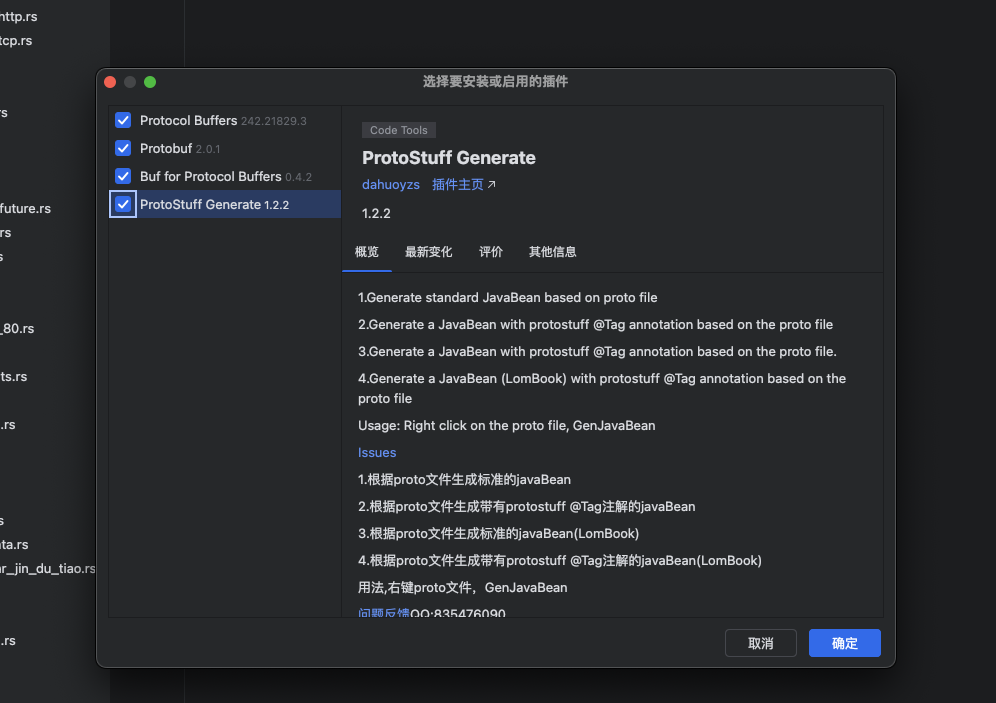 http.rs
tcp.rs
rs
future.rs
rs
s
_80.rs
ts.rs
.rs
s
ata.rs
ar_jin_du_tiao.rs
.rs
选择要安装或启用的插件
Protocol Buffers 242.21829.3
Protobuf 2.0.1
Buf for Protocol Buffers 0.4.2
ProtoStuff Generate 1.2.2
Code Tools
ProtoStuff Generate
dahuoyzs 插件主页 ↗
1.2.2
概览 最新变化 评价 其他信息
1.Generate standard JavaBean based on proto file
2.Generate a JavaBean with protostuff @Tag annotation based on the proto file
3.Generate a JavaBean with protostuff @Tag annotation based on the proto file.
4.Generate a JavaBean (LomBook) with protostuff @Tag annotation based on the
proto file
Usage: Right click on the proto file, GenJavaBean
Issues
1.根据proto文件生成标准的javaBean
2.根据proto文件生成带有protostuff @Tag注解的javaBean
3.根据proto文件生成标准的javaBean(LomBook)
4.根据proto文件生成带有protostuff @Tag注解的javaBean(LomBook)
用法,右键proto文件，GenJavaBean
问题反馈QQ:835476090
取消 确定